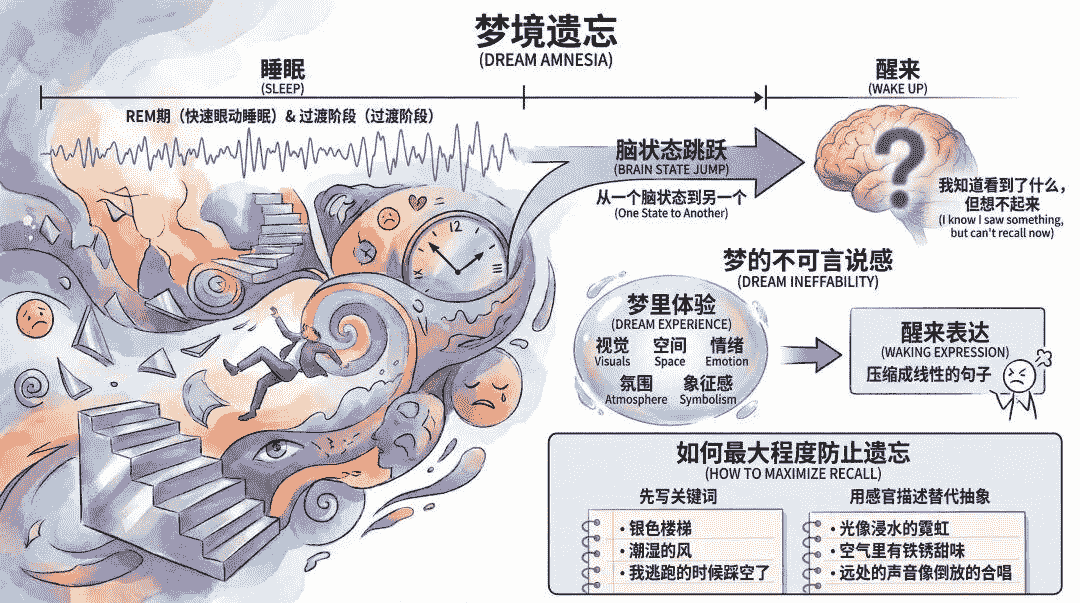 梦境遗忘
(DREAM AMNESIA)
睡眠
(SLEEP)
醒来
(WAKE UP)
REM期（快速眼动睡眠）& 过渡阶段（过渡阶段）
脑状态跳跃
(BRAIN STATE JUMP)
从一个脑状态到另一个
(One State to Another)
?
我知道看到了什么，
但想不起来
(I know I saw something,
but can't recall now)
12
梦的不可言说感
(DREAM INEFFABILITY)
梦里体验
(DREAM EXPERIENCE)
视觉 空间 情绪
Visuals Space Emotion
氛围 象征感
Atmosphere Symbolism
醒来表达
(WAKING EXPRESSION)
压缩成线性的句子
如何最大程度防止遗忘
(HOW TO MAXIMIZE RECALL)
先写关键词
• 银色楼梯
• 潮湿的风
• 我逃跑的时候踩空了
用感官描述替代抽象
• 光像浸水的霓虹
• 空气里有铁锈甜味
• 远处的声音像倒放的合唱